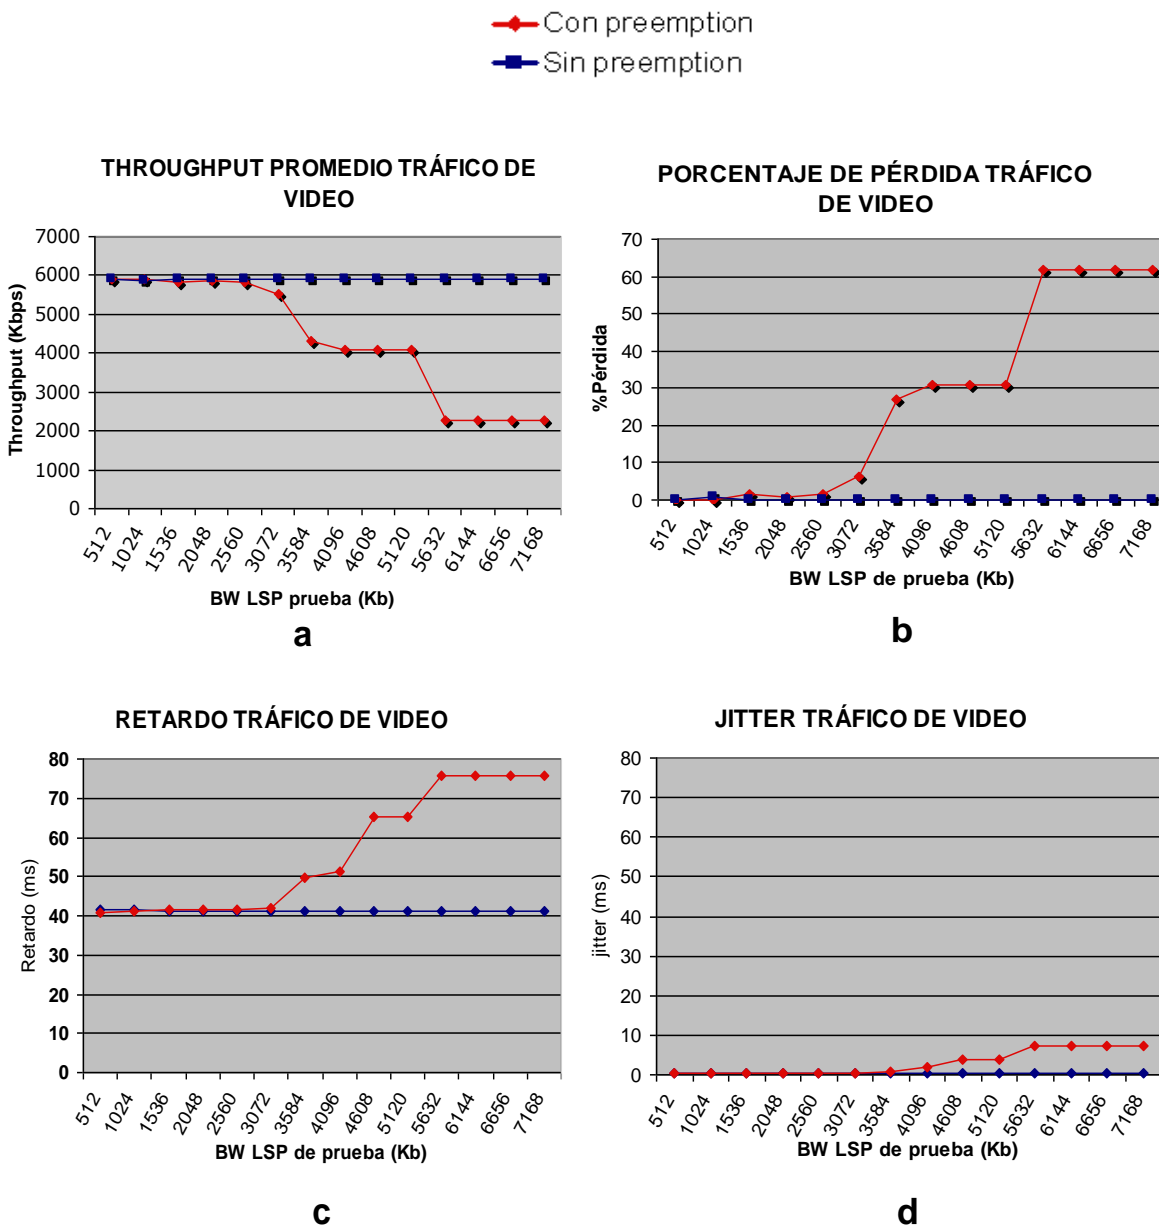 Con preemption
Sin preemption
THROUGHPUT PROMEDIO TRÁFICO DE
VIDEO
7000
6000
5000
4000
3000
2000
1000
0
Throughput (Kbps)
512 1024 1536 2048 2560 3072 3584 4096 4608 5120 5632 6144 6656 7168
BW LSP prueba (Kb)
a
PORCENTAJE DE PÉRDIDA TRÁFICO
DE VIDEO
70
60
50
40
30
20
10
0
%Pérdida
512 1024 1536 2048 2560 3072 3584 4096 4608 5120 5632 6144 6656 7168
BW LSP de prueba (Kb)
b
RETARDO TRÁFICO DE VIDEO
80
70
60
50
40
30
20
10
0
Retardo (ms)
512 1024 1536 2048 2560 3072 3584 4096 4608 5120 5632 6144 6656 7168
BW LSP de prueba (Kb)
c
JITTER TRÁFICO DE VIDEO
80
70
60
50
40
30
20
10
0
jitter (ms)
512 1024 1536 2048 2560 3072 3584 4096 4608 5120 5632 6144 6656 7168
BW LSP de prueba (Kb)
d